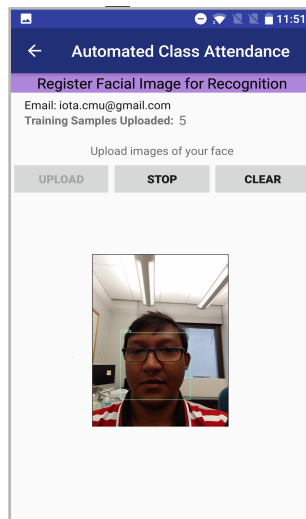 11:51
Automated Class Attendance
Register Facial Image for Recognition
Email: iota.cmu@gmail.com
Training Samples Uploaded: 5
Upload images of your face
UPLOAD STOP CLEAR